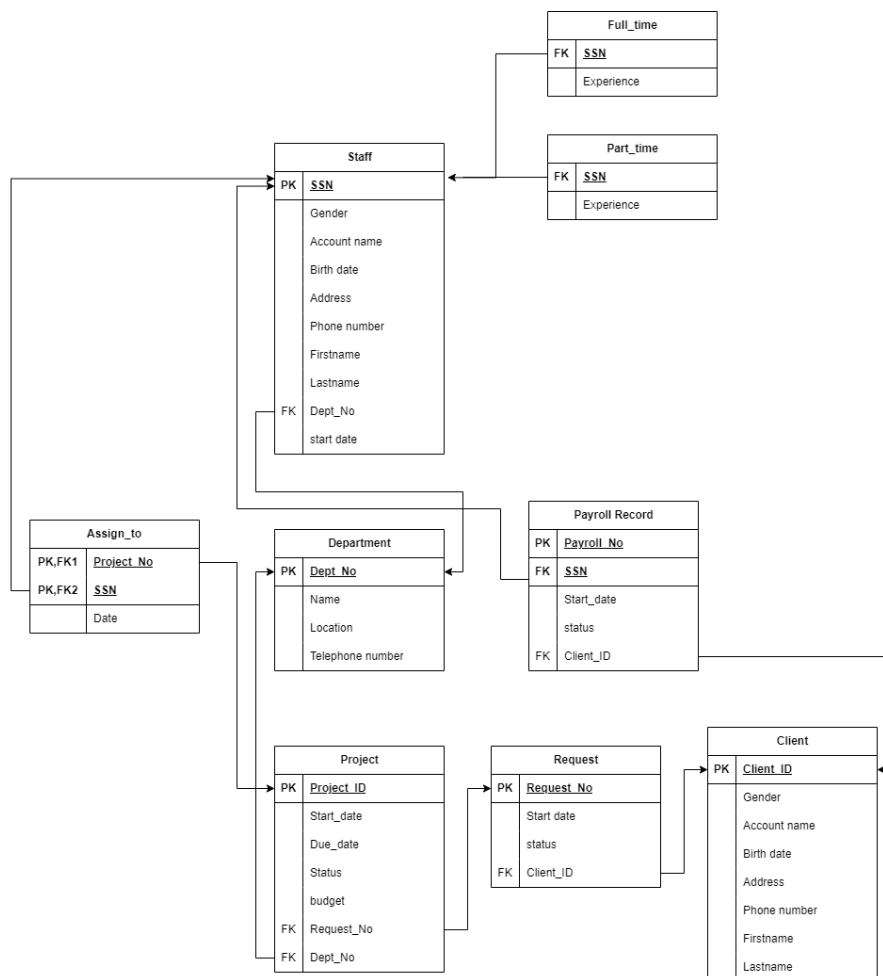 Full_time
FK SSN
Experience
Part_time
FK SSN
Experience
Staff
PK SSN
Gender
Account name
Birth date
Address
Phone number
Firstname
Lastname
FK Dept_No
start date
Assign_to
PK,FK1 Project_No
PK,FK2 SSN
Date
Department
PK Dept_No
Name
Location
Telephone number
Payroll Record
PK Payroll_No
FK SSN
Start_date
status
FK Client_ID
Project
PK Project_ID
Start_date
Due_date
Status
budget
FK Request_No
FK Dept_No
Request
PK Request_No
Start date
status
FK Client_ID
Client
PK Client_ID
Gender
Account name
Birth date
Address
Phone number
Firstname
Lastname